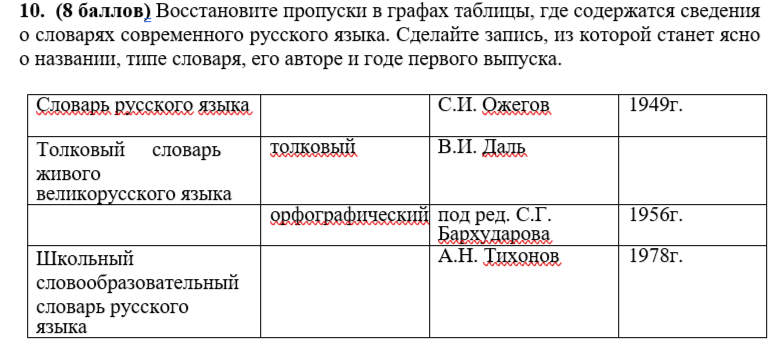 10. (8 баллов) Восстановите пропуски в графах таблицы, где содержатся сведения
о словарях современного русского языка. Сделайте запись, из которой станет ясно
о названии, типе словаря, его авторе и годе первого выпуска.
Словарь русского языка С.И. Ожегов 1949г.
Толковый словарь толковый В.И. Даль
живого
великорусского языка
орфографический под ред. С.Г. 1956г.
Бархударова
Школьный А.Н. Тихонов 1978г.
словообразовательный
словарь русского
языка